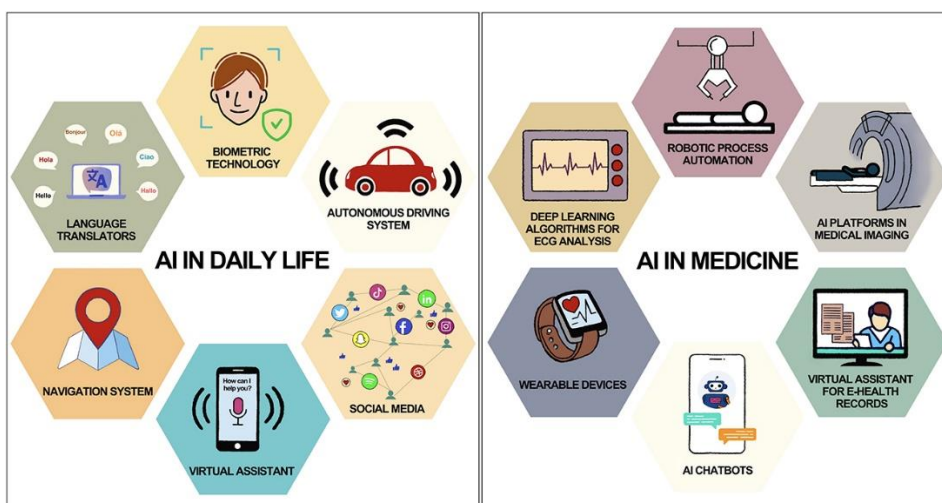 BIOMETRIC
TECHNOLOGY
Bonjour
Olá
Hola
Ciao
Hello
Hallo
LANGUAGE
TRANSLATORS
AUTONOMOUS DRIVING
SYSTEM
AI IN DAILY LIFE
NAVIGATION SYSTEM
SOCIAL MEDIA
How can I
help you?
VIRTUAL ASSISTANT
ROBOTIC PROCESS
AUTOMATION
DEEP LEARNING
ALGORITHMS FOR
ECG ANALYSIS
AI PLATFORMS IN
MEDICAL IMAGING
AI IN MEDICINE
WEARABLE DEVICES
VIRTUAL ASSISTANT
FOR E-HEALTH
RECORDS
AI CHATBOTS